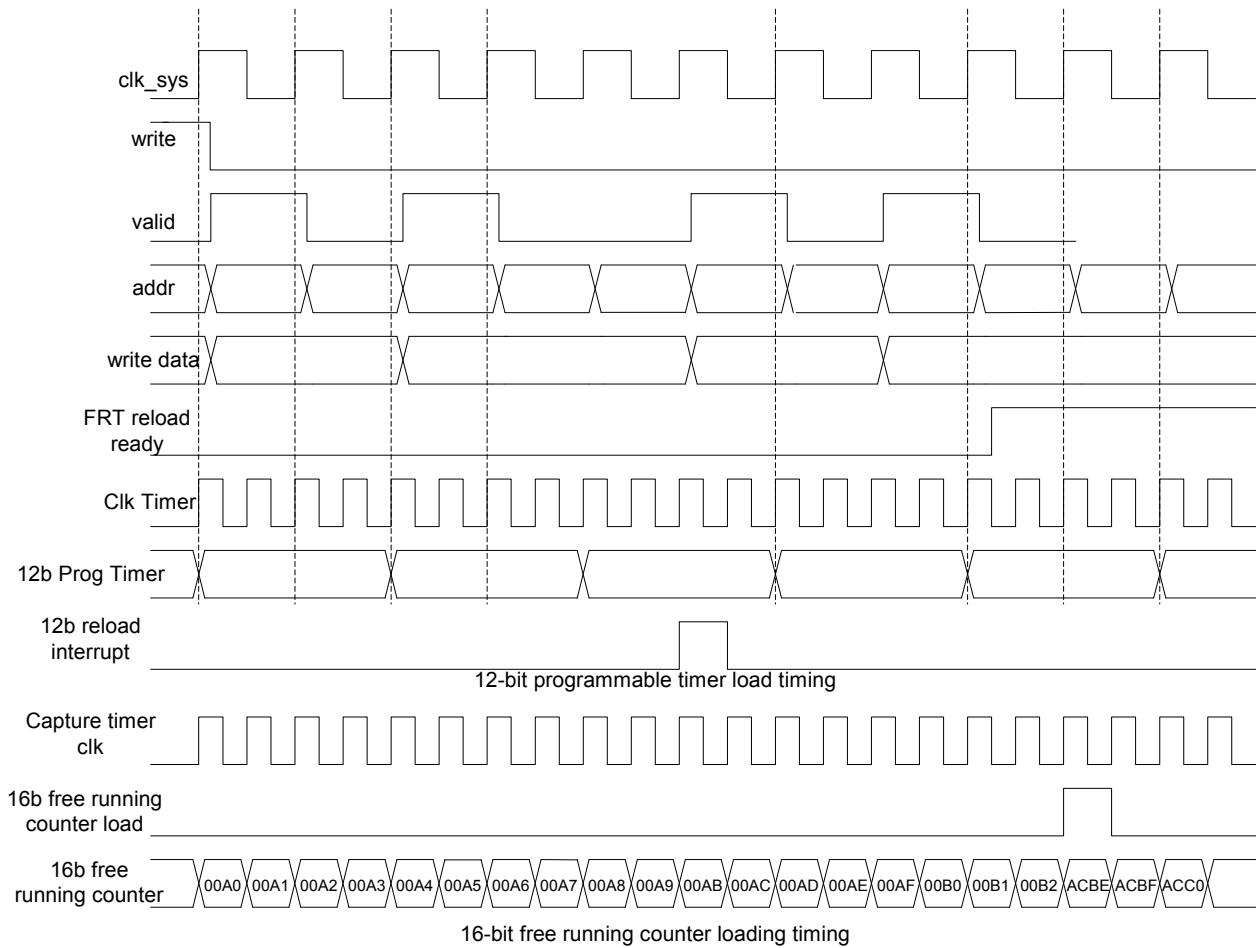 clk_sys
write
valid
addr
write data
FRT reload
ready
Clk Timer
12b Prog Timer
12b reload
interrupt
12-bit programmable timer load timing
Capture timer
clk
16b free running
counter load
16b free
running counter
00A0 00A1 00A2 00A3 00A4 00A5 00A6 00A7 00A8 00A9 00AB 00AC 00AD 00AE 00AF 00B0 00B1 00B2 ACBE ACBF ACC0
16-bit free running counter loading timing